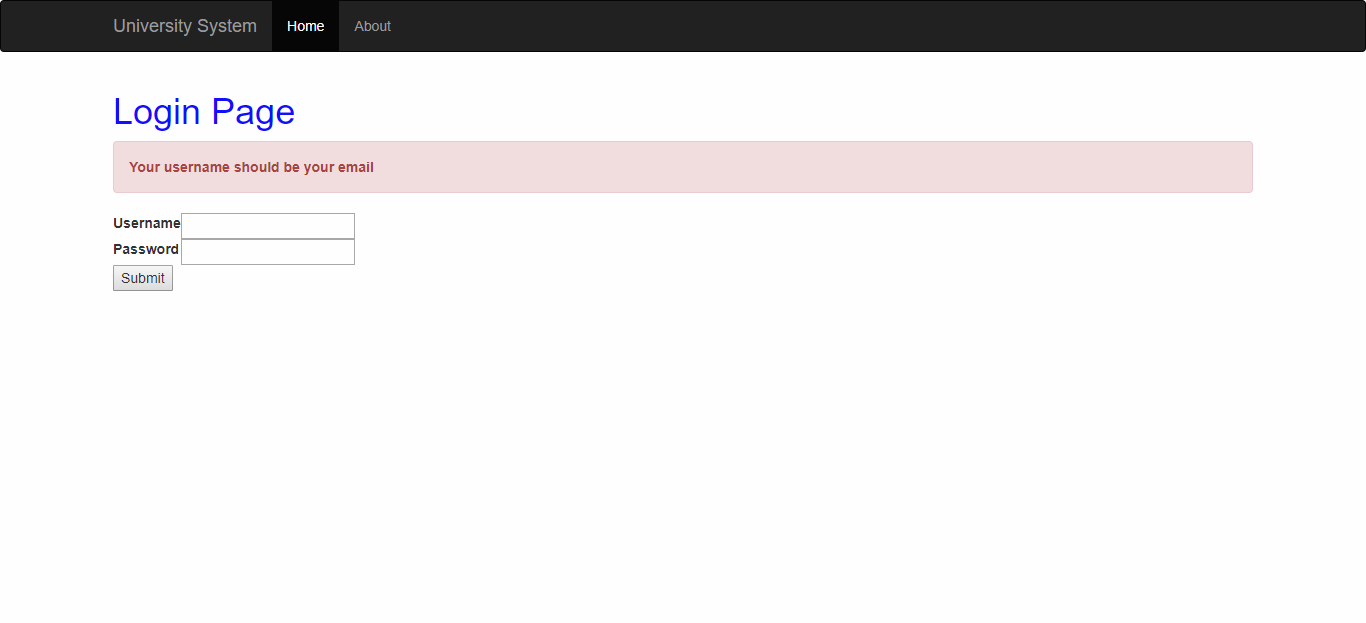 University System Home About
Login Page
Your username should be your email
Username
Password
Submit